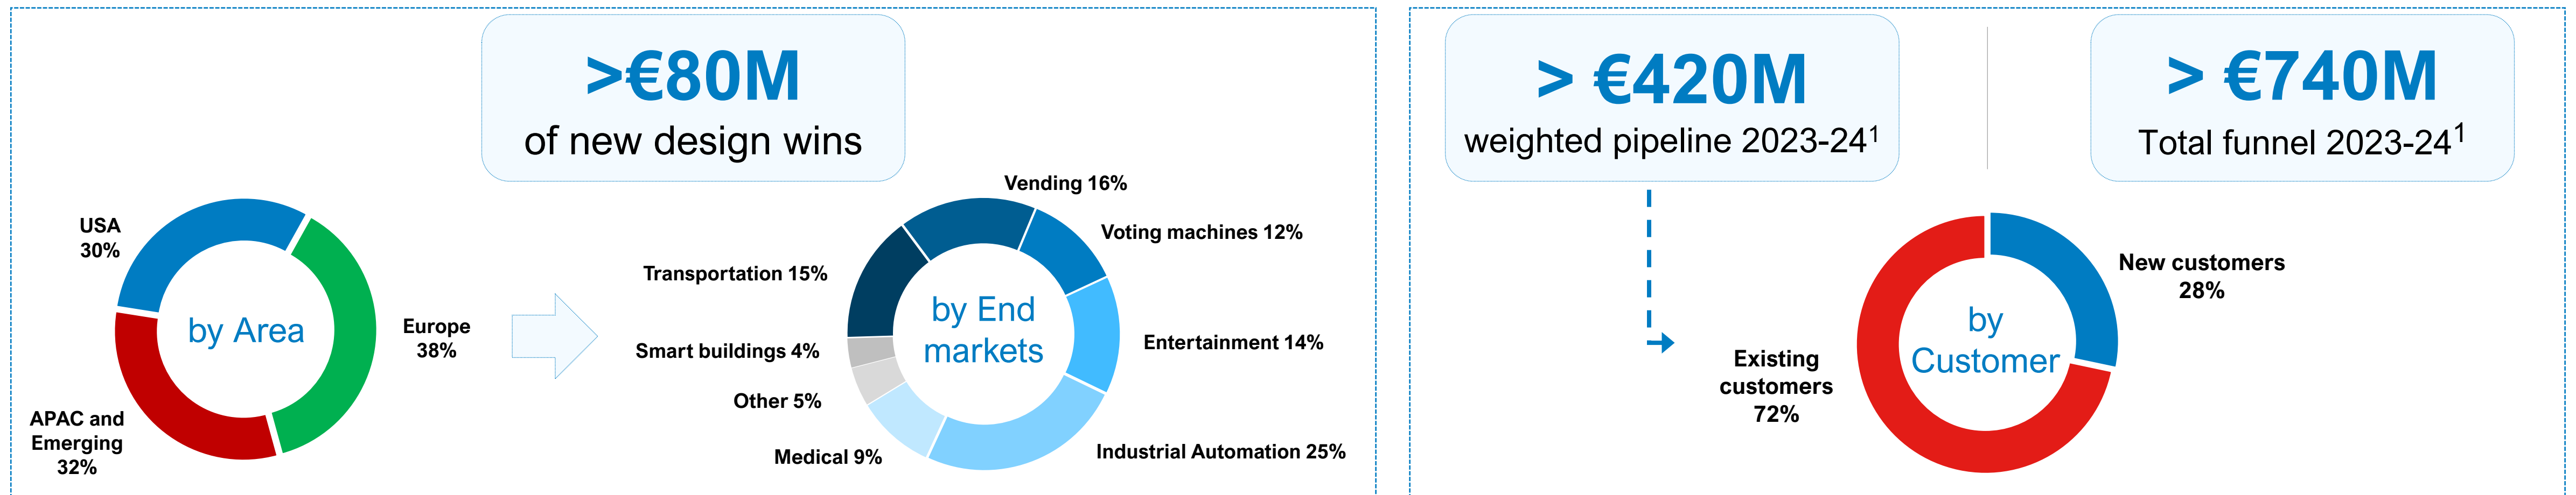 >€80M
of new design wins
USA
30%
by Area
Europe
38%
APAC and
Emerging
32%
Vending 16%
Voting machines 12%
Transportation 15%
by End
markets
Entertainment 14%
Smart buildings 4%
Other 5%
Medical 9%
Industrial Automation 25%
> €420M
weighted pipeline 2023-24¹
> €740M
Total funnel 2023-24¹
New customers
28%
by
Customer
Existing
customers
72%